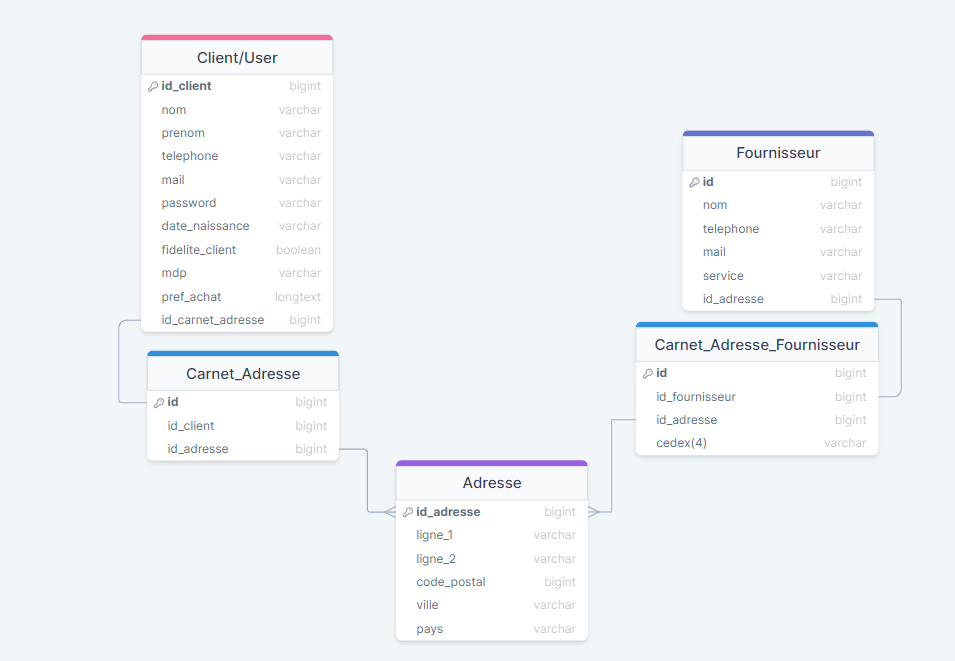 Client/User
id_client bigint
nom varchar
prenom varchar
telephone varchar
mail varchar
password varchar
date_naissance varchar
fidelite_client boolean
mdp varchar
pref_achat longtext
id_carnet_adresse bigint
Carnet_Adresse
id bigint
id_client bigint
id_adresse bigint
Fournisseur
id bigint
nom varchar
telephone varchar
mail varchar
service varchar
id_adresse bigint
Carnet_Adresse_Fournisseur
id bigint
id_fournisseur bigint
id_adresse bigint
cedex(4) varchar
Adresse
id_adresse bigint
ligne_1 varchar
ligne_2 varchar
code_postal bigint
ville varchar
pays varchar